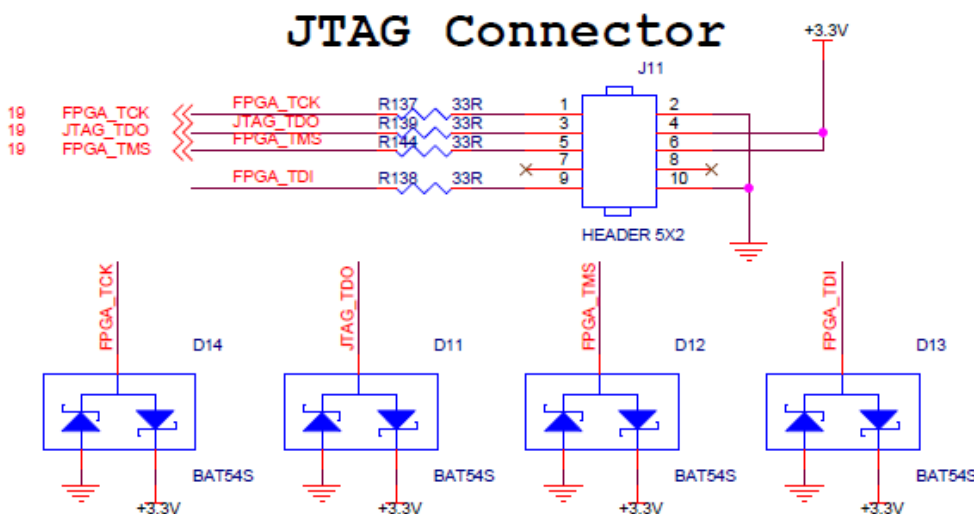 JTAG Connector
+3.3V
J11
19 FPGA_TCK FPGA_TCK R137 33R 1 2
19 JTAG_TDO JTAG_TDO R139 33R 3 4
19 FPGA_TMS FPGA_TMS R144 33R 5 6
7 8
FPGA_TDI R138 33R 9 10
HEADER 5X2
FPGA_TCK JTAG_TDO FPGA_TMS FPGA_TDI
D14 D11 D12 D13
BAT54S BAT54S BAT54S BAT54S
+3.3V +3.3V +3.3V +3.3V